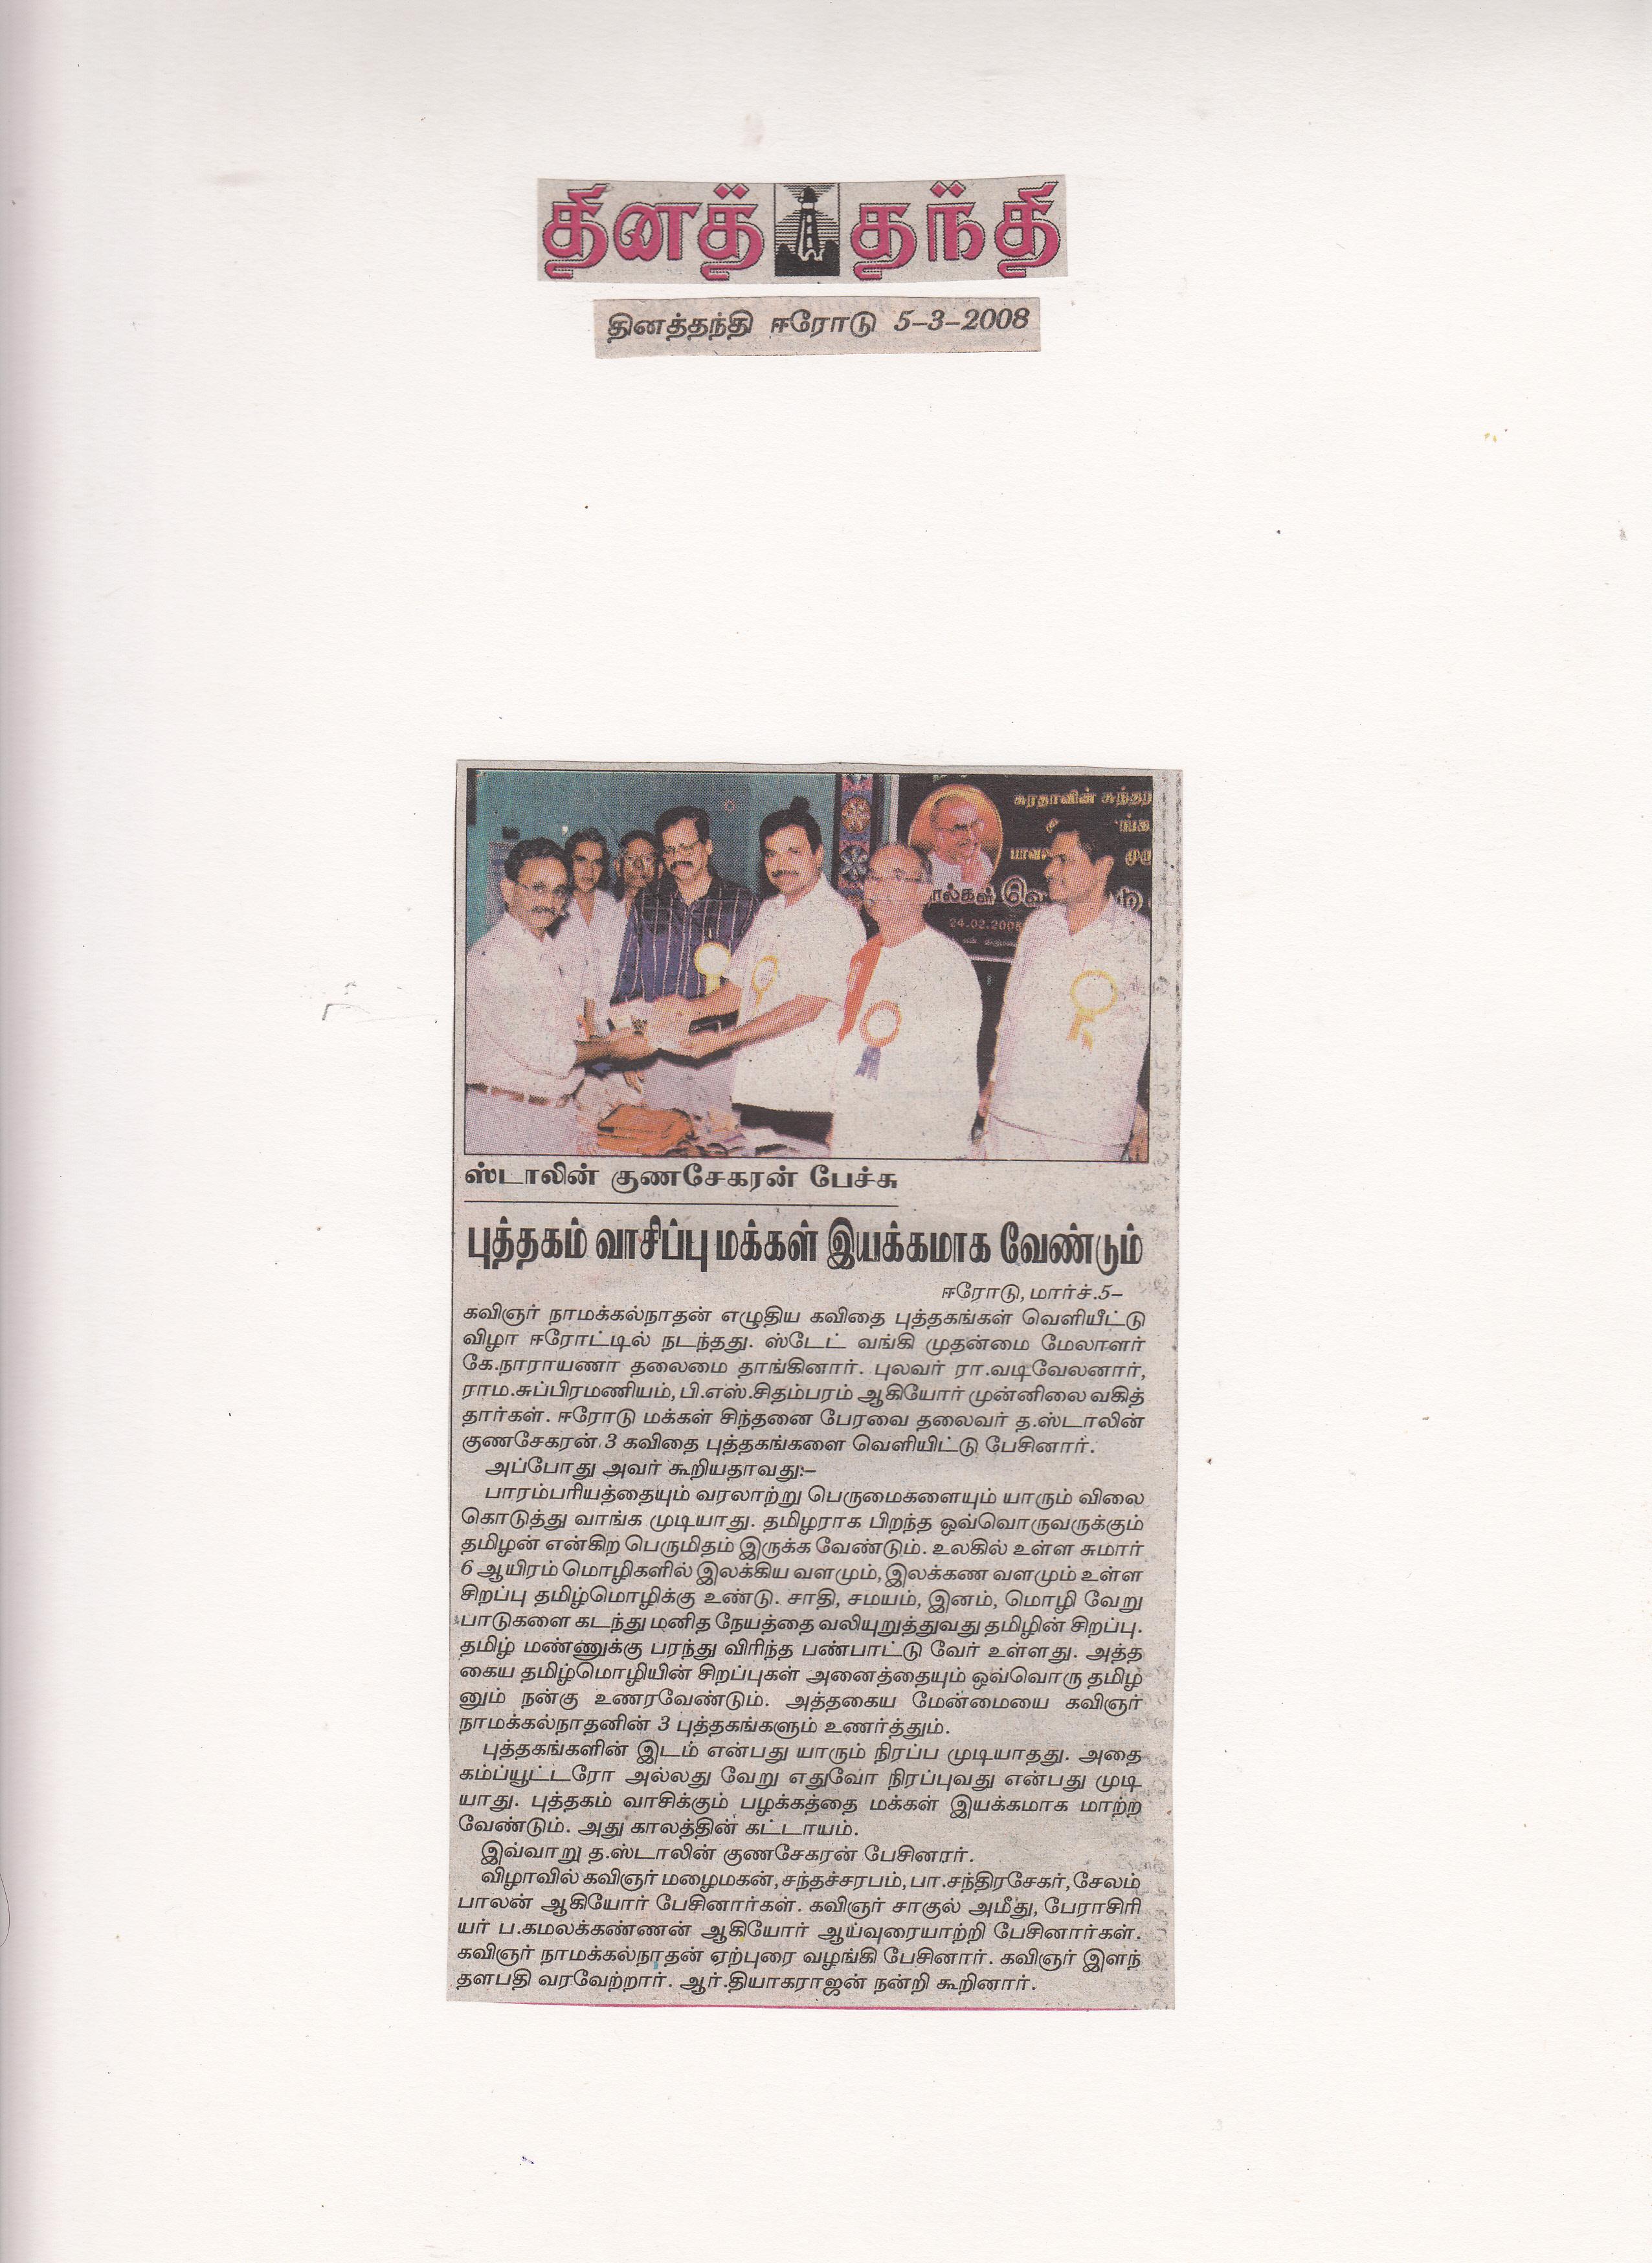 தினத் தந்தி
தினத்தந்தி ஈரோடு 5-3-2008
சுரதாவின் சுந்தர
24.02.2008
ஸ்டாலின் குணசேகரன் பேச்சு
புத்தகம் வாசிப்பு மக்கள் இயக்கமாக வேண்டும்
ஈரோடு, மார்ச்.5–
கவிஞர் நாமக்கல்நாதன் எழுதிய கவிதை புத்தகங்கள் வெளியீட்டு
விழா ஈரோட்டில் நடந்தது. ஸ்டேட் வங்கி முதன்மை மேலாளர்
கே.நாராயணா தலைமை தாங்கினார். புலவர் ரா.வடிவேலனார்,
ராம.சுப்பிரமணியம், பி.எஸ்.சிதம்பரம் ஆகியோர் முன்னிலை வகித்
தார்கள். ஈரோடு மக்கள் சிந்தனை பேரவை தலைவர் த.ஸ்டாலின்
குணசேகரன் 3 கவிதை புத்தகங்களை வெளியிட்டு பேசினார்.
அப்போது அவர் கூறியதாவது:–
பாரம்பரியத்தையும் வரலாற்று பெருமைகளையும் யாரும் விலை
கொடுத்து வாங்க முடியாது. தமிழராக பிறந்த ஒவ்வொருவருக்கும்
தமிழன் என்கிற பெருமிதம் இருக்க வேண்டும். உலகில் உள்ள சுமார்
6 ஆயிரம் மொழிகளில் இலக்கிய வளமும், இலக்கண வளமும் உள்ள
சிறப்பு தமிழ்மொழிக்கு உண்டு. சாதி, சமயம், இனம், மொழி வேறு
பாடுகளை கடந்து மனித நேயத்தை வலியுறுத்துவது தமிழின் சிறப்பு.
தமிழ் மண்ணுக்கு பரந்து விரிந்த பண்பாட்டு வேர் உள்ளது. அத்த
கைய தமிழ்மொழியின் சிறப்புகள் அனைத்தையும் ஒவ்வொரு தமிழ
னும் நன்கு உணரவேண்டும். அத்தகைய மேன்மையை கவிஞர்
நாமக்கல்நாதனின் 3 புத்தகங்களும் உணர்த்தும்.
புத்தகங்களின் இடம் என்பது யாரும் நிரப்ப முடியாதது. அதை
கம்ப்யூட்டரோ அல்லது வேறு எதுவோ நிரப்புவது என்பது முடி
யாது. புத்தகம் வாசிக்கும் பழக்கத்தை மக்கள் இயக்கமாக மாற்ற
வேண்டும். அது காலத்தின் கட்டாயம்.
இவ்வாறு த.ஸ்டாலின் குணசேகரன் பேசினரர்.
விழாவில் கவிஞர் மழைமகன், சந்தச்சரபம், பா.சந்திரசேகர், சேலம்
பாலன் ஆகியோர் பேசினார்கள். கவிஞர் சாகுல் அமீது, பேராசிரி
யர் ப.கமலக்கண்ணன் ஆகியோர் ஆய்வுரையாற்றி பேசினார்கள்.
கவிஞர் நாமக்கல்நாதன் ஏற்புரை வழங்கி பேசினார். கவிஞர் இளந்
தளபதி வரவேற்றார். ஆர்.தியாகராஜன் நன்றி கூறினார்.